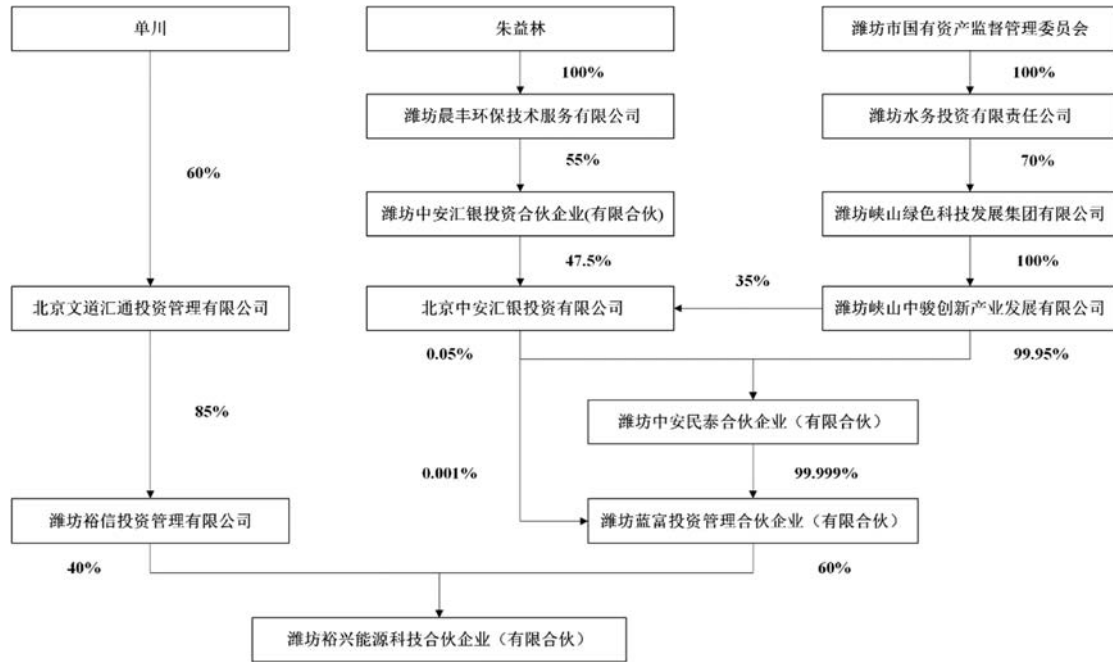 单川
朱益林
潍坊市国有资产监督管理委员会
100%
100%
潍坊晨丰环保技术服务有限公司
潍坊水务投资有限责任公司
60%
55%
70%
潍坊中安汇银投资合伙企业(有限合伙)
潍坊峡山绿色科技发展集团有限公司
47.5%
35%
100%
北京文道汇通投资管理有限公司
北京中安汇银投资有限公司
潍坊峡山中骏创新产业发展有限公司
0.05%
99.95%
85%
潍坊中安民泰合伙企业（有限合伙）
0.001%
99.999%
潍坊裕信投资管理有限公司
潍坊蓝富投资管理合伙企业（有限合伙）
40%
60%
潍坊裕兴能源科技合伙企业（有限合伙）